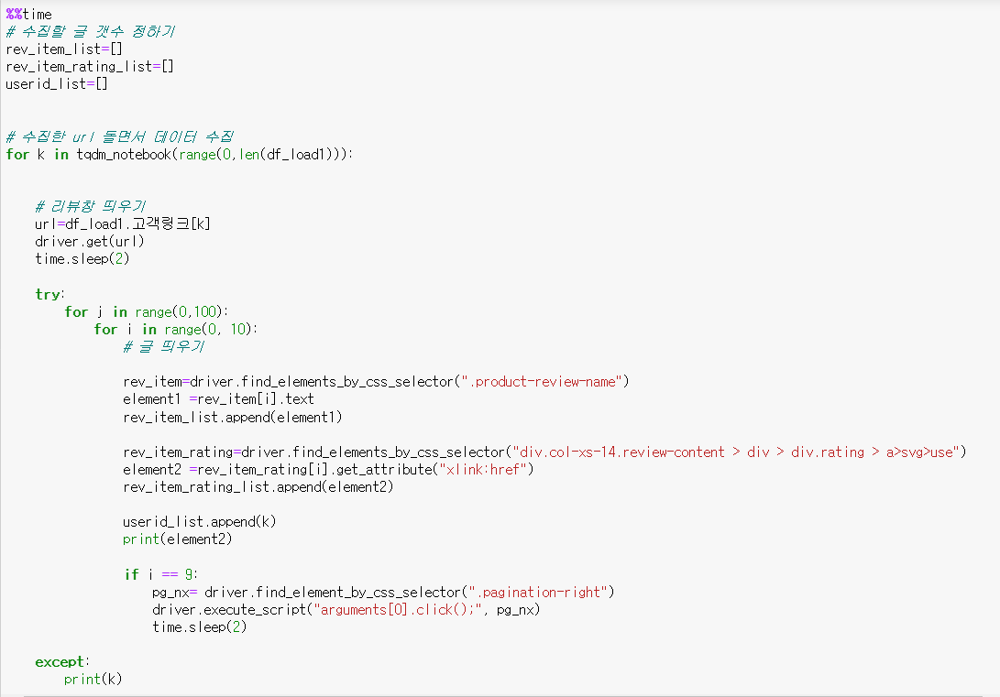 %%time
# 수집할 글 갯수 정하기
rev_item_list=[]
rev_item_rating_list=[]
userid_list=[]
# 수집한 url 돌면서 데이터 수집
for k in tqdm_notebook(range(0,len(df_load1))):
# 리뷰창 띄우기
url=df_load1.고객링크[k]
driver.get(url)
time.sleep(2)
try:
for j in range(0,100):
for i in range(0, 10):
# 글 띄우기
rev_item=driver.find_elements_by_css_selector(".product-review-name")
element1 =rev_item[i].text
rev_item_list.append(element1)
rev_item_rating=driver.find_elements_by_css_selector("div.col-xs-14.review-content > div > div.rating > a>svg>use")
element2 =rev_item_rating[i].get_attribute("xlink:href")
rev_item_rating_list.append(element2)
userid_list.append(k)
print(element2)
if i == 9:
pg_nx= driver.find_element_by_css_selector(".pagination-right")
driver.execute_script("arguments[0].click();", pg_nx)
time.sleep(2)
except:
print(k)